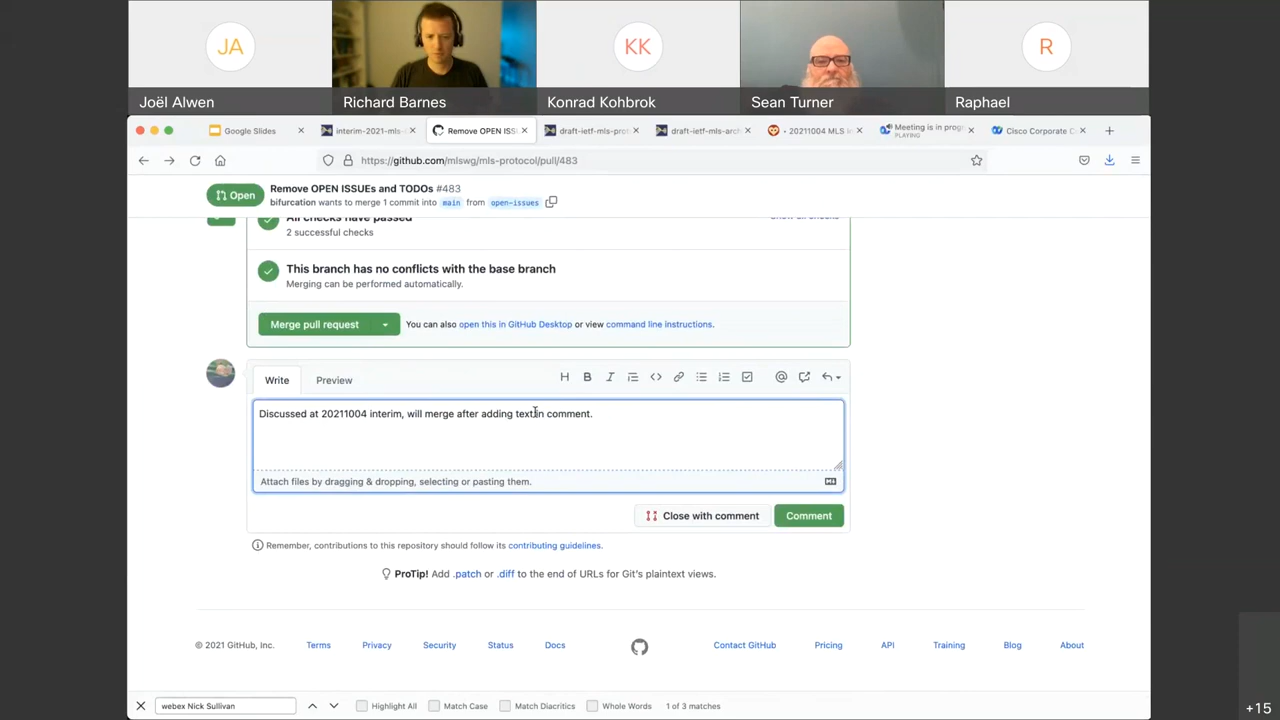 JA
KK
R
Joël Alwen
Richard Barnes
Konrad Kohbrok
Sean Turner
Raphael
Google Slides
interim-2021-mls-
Remove OPEN ISS
draft-ietf-mls-prot
draft-ietf-mls-arch
20211004 MLS In
Meeting is in prog
PLAYING
Cisco Corporate C
https://github.com/mlswg/mls-protocol/pull/483
Open
Remove OPEN ISSUEs and TODOs #483
bifurcation wants to merge 1 commit into main from open-issues
All checks have passed
2 successful checks
This branch has no conflicts with the base branch
Merging can be performed automatically.
Merge pull request
You can also open this in GitHub Desktop or view command line instructions.
Write
Preview
Discussed at 20211004 interim, will merge after adding text in comment.
Attach files by dragging & dropping, selecting or pasting them.
Close with comment
Comment
Remember, contributions to this repository should follow its contributing guidelines.
ProTip! Add .patch or .diff to the end of URLs for Git's plaintext views.
© 2021 GitHub, Inc.
Terms
Privacy
Security
Status
Docs
Contact GitHub
Pricing
API
Training
Blog
About
webex Nick Sullivan
Highlight All
Match Case
Match Diacritics
Whole Words
1 of 3 matches
+15